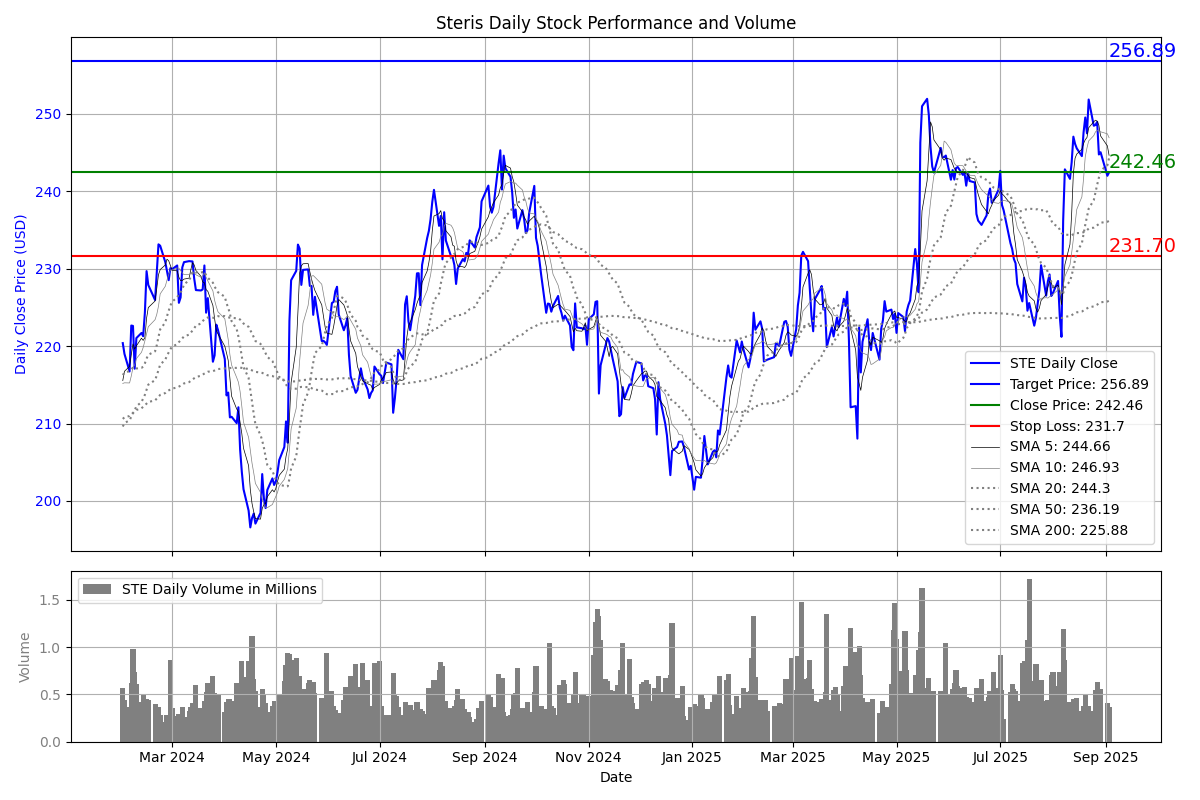 Steris Daily Stock Performance and Volume
256.89
250
242.46
240
231.70
230
220
210
200
Daily Close Price (USD)
STE Daily Close
Target Price: 256.89
Close Price: 242.46
Stop Loss: 231.7
SMA 5: 244.66
SMA 10: 246.93
SMA 20: 244.3
SMA 50: 236.19
SMA 200: 225.88
STE Daily Volume in Millions
1.5
1.0
0.5
0.0
Volume
Mar 2024 May 2024 Jul 2024 Sep 2024 Nov 2024 Jan 2025 Mar 2025 May 2025 Jul 2025 Sep 2025
Date